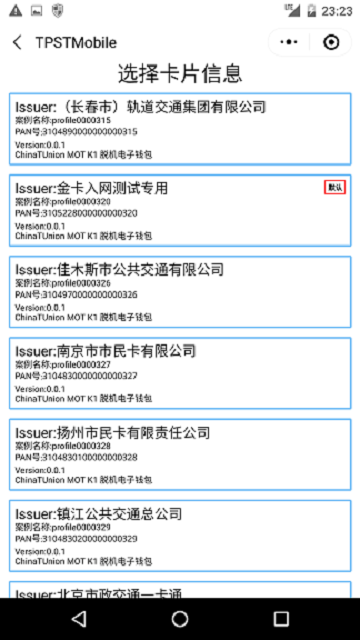 LTE 23:23
TPSTMobile
选择卡片信息
Issuer:（长春市）轨道交通集团有限公司
案例名称:profile0000315
PAN号:3104890000000000315
Version:0.0.1
ChinaTUnion MOT K1 脱机电子钱包
Issuer:金卡入网测试专用
默认
案例名称:profile0000320
PAN号:3105228000000000320
Version:0.0.1
ChinaTUnion MOT K1 脱机电子钱包
Issuer:佳木斯市公共交通有限公司
案例名称:profile0000326
PAN号:3104970000000000326
Version:0.0.1
ChinaTUnion MOT K1 脱机电子钱包
Issuer:南京市市民卡有限公司
案例名称:profile0000327
PAN号:3104830000000000327
Version:0.0.1
ChinaTUnion MOT K1 脱机电子钱包
Issuer:扬州市民卡有限责任公司
案例名称:profile0000328
PAN号:3104830100000000328
Version:0.0.1
ChinaTUnion MOT K1 脱机电子钱包
Issuer:镇江公共交通总公司
案例名称:profile0000329
PAN号:3104830200000000329
Version:0.0.1
ChinaTUnion MOT K1 脱机电子钱包
Issuer:北京市政交通一卡通